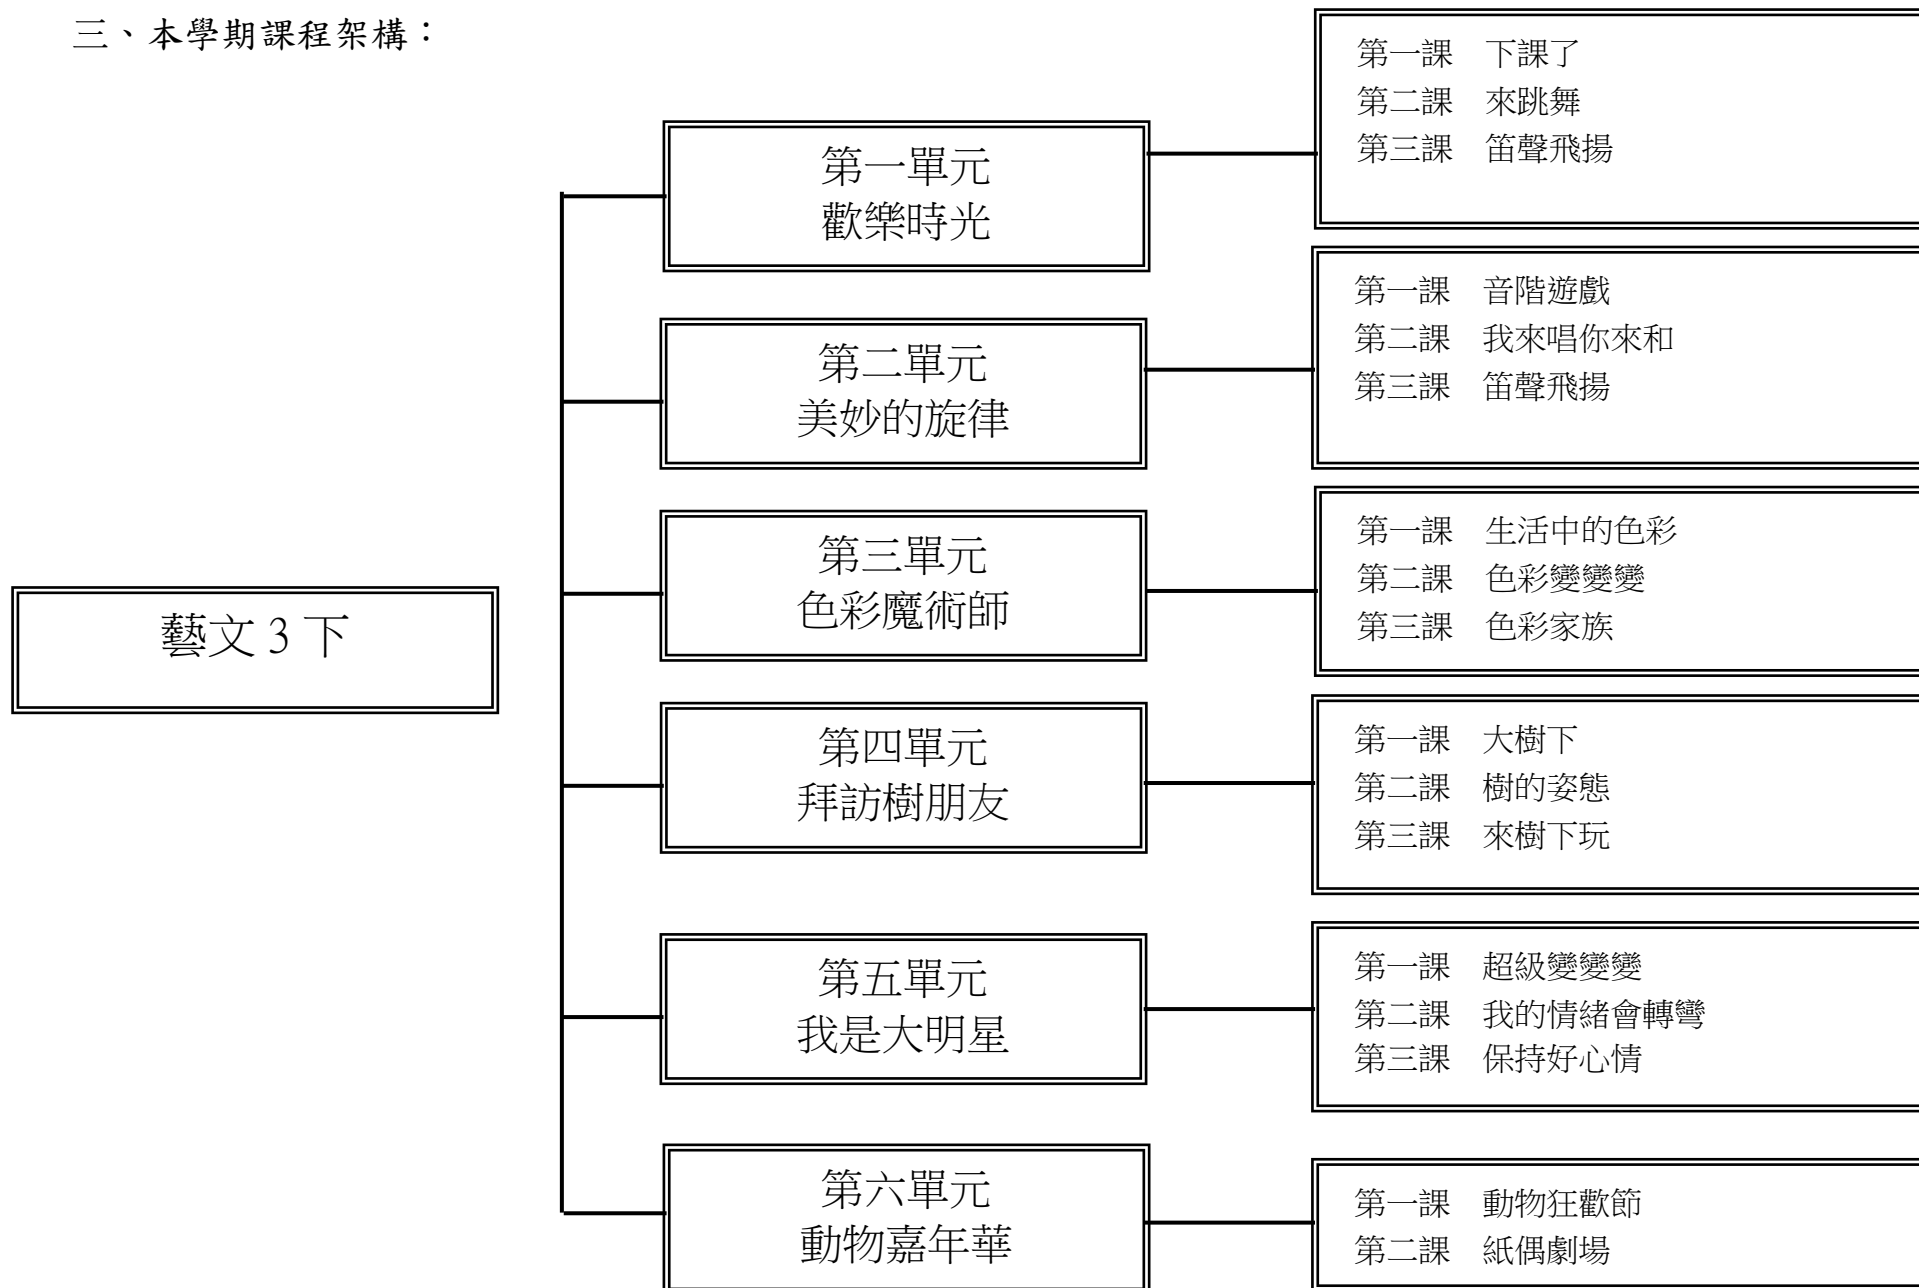 三、本學期課程架構：
藝文 3 下
第一單元
歡樂時光
第一課　下課了
第二課　來跳舞
第三課　笛聲飛揚
第二單元
美妙的旋律
第一課　音階遊戲
第二課　我來唱你來和
第三課　笛聲飛揚
第三單元
色彩魔術師
第一課　生活中的色彩
第二課　色彩變變變
第三課　色彩家族
第四單元
拜訪樹朋友
第一課　大樹下
第二課　樹的姿態
第三課　來樹下玩
第五單元
我是大明星
第一課　超級變變變
第二課　我的情緒會轉彎
第三課　保持好心情
第六單元
動物嘉年華
第一課　動物狂歡節
第二課　紙偶劇場